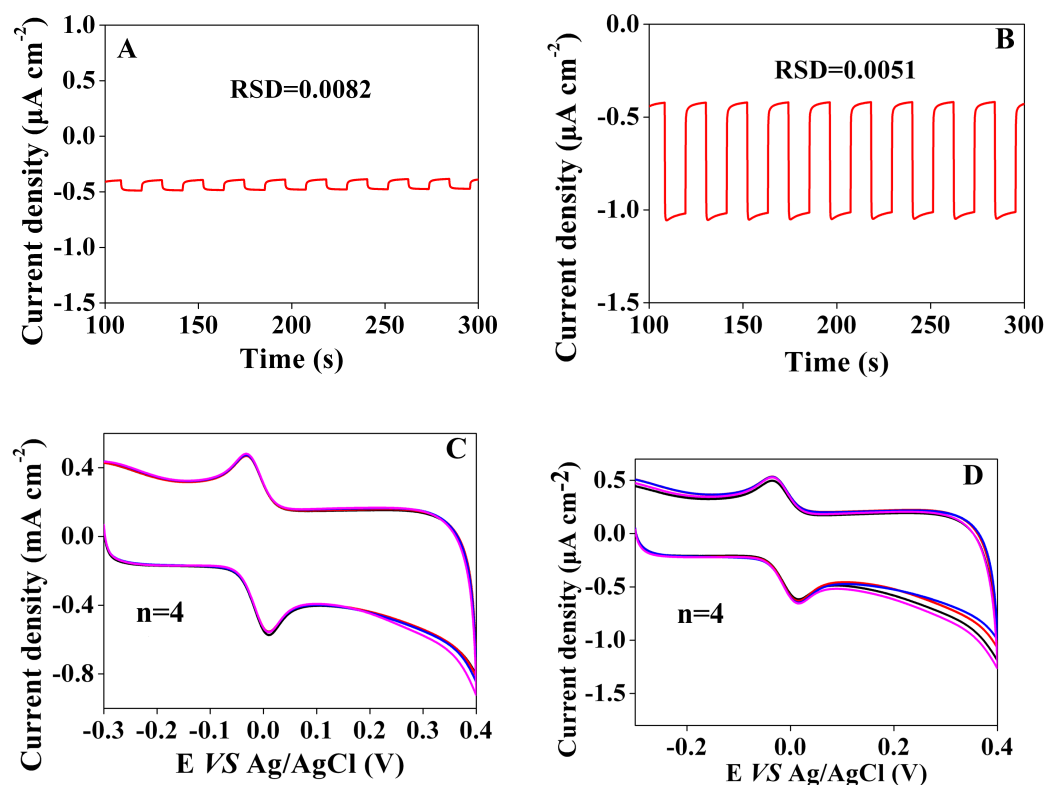 A
RSD=0.0082
Current density (μA cm-2)
1.0
0.5
0.0
-0.5
-1.0
-1.5
100 150 200 250 300
Time (s)
B
RSD=0.0051
Current density (μA cm-2)
0.0
-0.5
-1.0
-1.5
100 150 200 250 300
Time (s)
C
n=4
Current density (mA cm-2)
0.4
0.0
-0.4
-0.8
-0.3 -0.2 -0.1 0.0 0.1 0.2 0.3 0.4
E VS Ag/AgCl (V)
D
n=4
Current density (μA cm-2)
0.5
0.0
-0.5
-1.0
-1.5
-0.2 0.0 0.2 0.4
E VS Ag/AgCl (V)